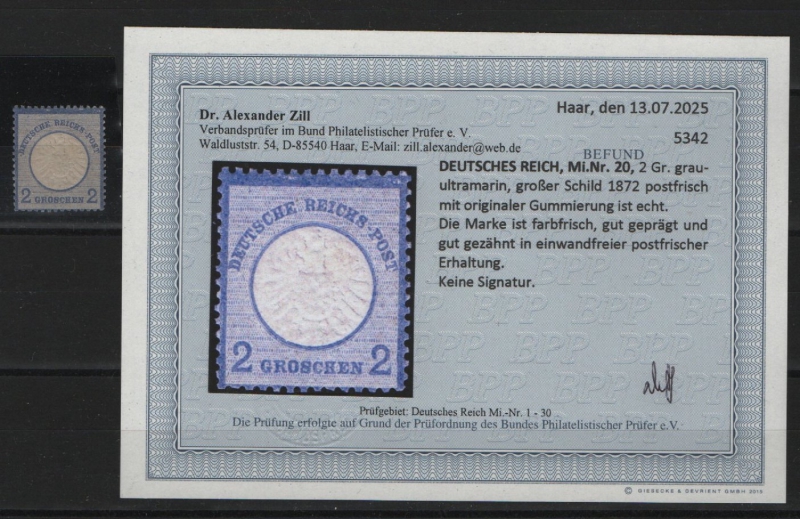 DEUTSCHE REICHS-POST
2 GROSCHEN 2
Dr. Alexander Zill
Verbandsprüfer im Bund Philatelistischer Prüfer e. V.
Waldluststr. 54, D-85540 Haar, E-Mail: zill.alexander@web.de
Haar, den 13.07.2025
5342
BEFUND
DEUTSCHES REICH, Mi.Nr. 20, 2 Gr. grau-
ultramarin, großer Schild 1872 postfrisch
mit originaler Gummierung ist echt.
Die Marke ist farbfrisch, gut geprägt und
gut gezähnt in einwandfreier postfrischer
Erhaltung.
Keine Signatur.
DEUTSCHE REICHS-POST
2 GROSCHEN 2
Prüfgebiet: Deutsches Reich Mi.-Nr. 1 - 30
Die Prüfung erfolgte auf Grund der Prüfordnung des Bundes Philatelistischer Prüfer e.V.
BPP BPP BPP
© GIESECKE & DEVRIENT GMBH 2015